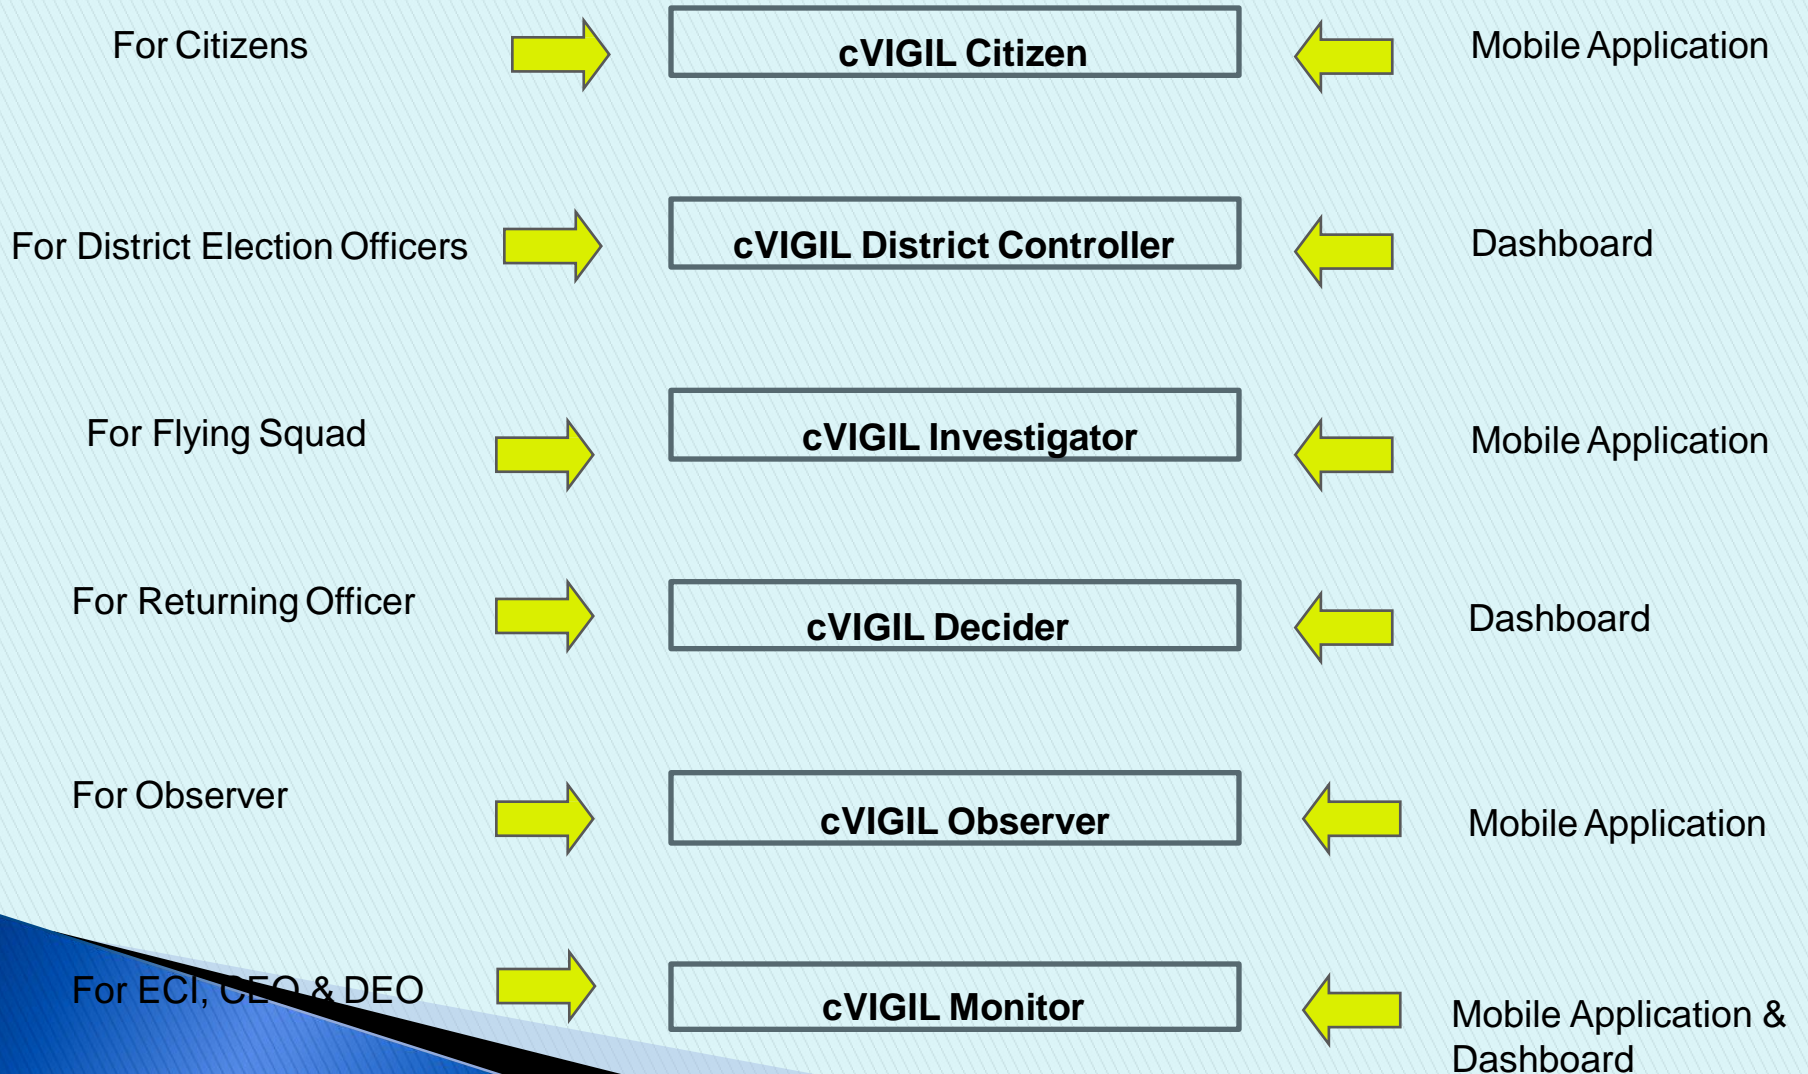 For Citizens
cVIGIL Citizen
Mobile Application
For District Election Officers
cVIGIL District Controller
Dashboard
For Flying Squad
cVIGIL Investigator
Mobile Application
For Returning Officer
cVIGIL Decider
Dashboard
For Observer
cVIGIL Observer
Mobile Application
For ECI, CEO & DEO
cVIGIL Monitor
Mobile Application &
Dashboard